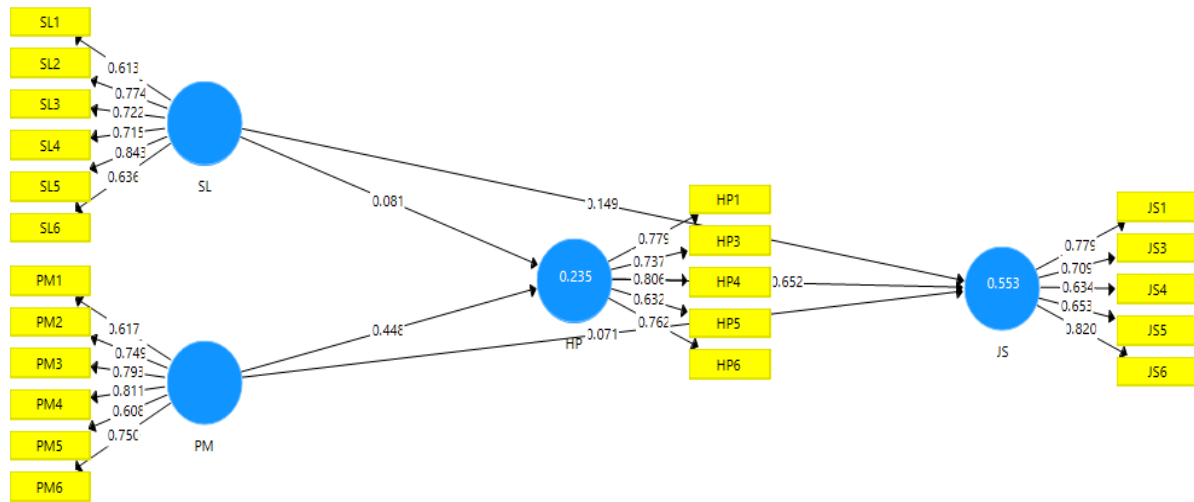 SL1
SL2
SL3
SL4
SL5
SL6
0.613
0.774
0.722
0.715
0.843
0.636
SL
PM1
PM2
PM3
PM4
PM5
PM6
0.617
0.749
0.793
0.811
0.608
0.750
PM
0.081
0.448
0.149
0.652
0.071
0.235
HP
0.779
0.737
0.806
0.632
0.762
HP1
HP3
HP4
HP5
HP6
0.553
JS
0.779
0.709
0.634
0.653
0.820
JS1
JS3
JS4
JS5
JS6